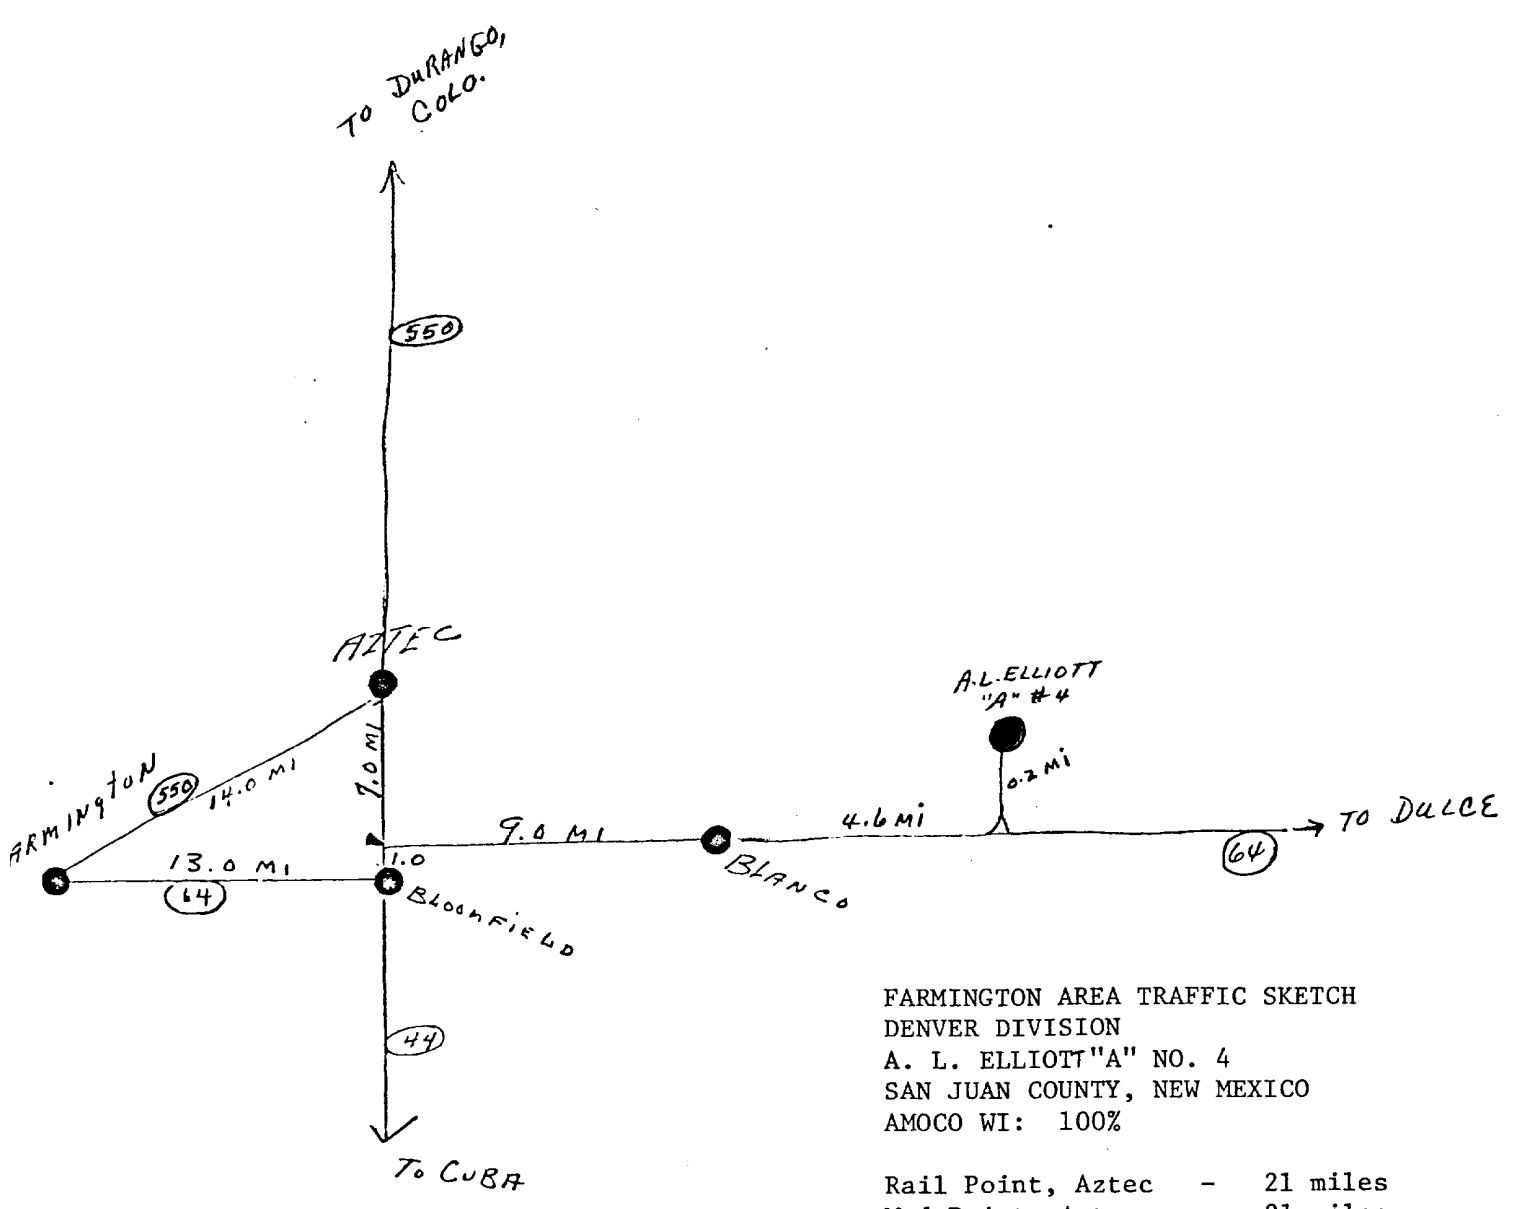 TO DURANGO,
COLO.
550
AZTEC
A.L. ELLIOTT
"A" #4
7.0 MI
0.2 Mi
ARMINGTON
550
14.0 MI
9.0 MI
4.6 Mi
TO DULCE
64
13.0 MI
64
1.0
BLOOMFIELD
BLANCO
44
TO CUBA
FARMINGTON AREA TRAFFIC SKETCH
DENVER DIVISION
A. L. ELLIOTT "A" NO. 4
SAN JUAN COUNTY, NEW MEXICO
AMOCO WI: 100%
Rail Point, Aztec - 21 miles